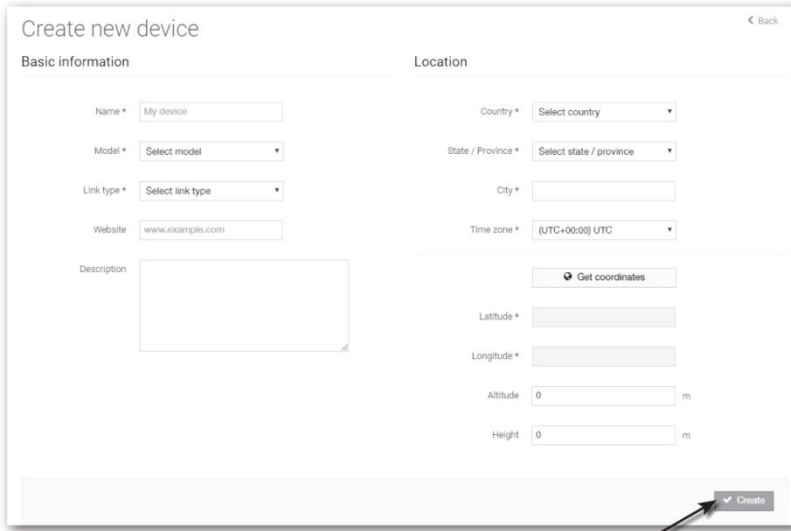 Create new device
Back
Basic information
Name *
My device
Model *
Select model
Link type *
Select link type
Website
www.example.com
Description
Location
Country *
Select country
State / Province *
Select state / province
City *
Time zone *
(UTC+00:00) UTC
Get coordinates
Latitude *
Longitude *
Altitude
0
m
Height
0
m
Create